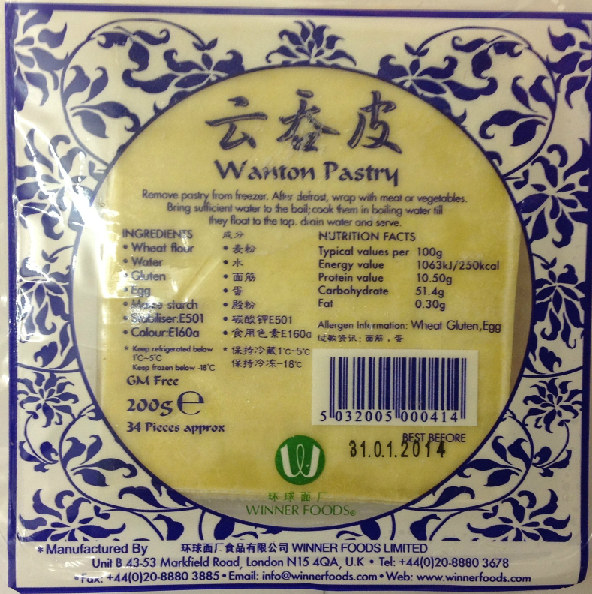 云吞皮
Wanton Pastry
Remove pastry from freezer. After defrost, wrap with meat or vegetables.
Bring sufficient water to the boil; cook them in boiling water till
they float to the top. drain water and serve.
INGREDIENTS 成分
• Wheat flour • 麦粉
• Water • 水
• Gluten • 面筋
• Egg • 蛋
• Maize starch • 殿粉
• Stabiliser:E501 • 碳酸钾E501
• Colour:E160a • 食用色素E160a
* Keep refrigerated below 1°C~5°C • 保持冷藏1℃-5℃
Keep frozen below -18°C 保持冷冻-18℃
GM Free
200g ℮
34 Pieces approx
NUTRITION FACTS
Typical values per 100g
Energy value 1063kJ/250kcal
Protein value 10.50g
Carbohydrate 51.4g
Fat 0.30g
Allergen Information: Wheat Gluten,Egg
面筋，蛋
5 032005 000414
BEST BEFORE
31.01.2014
环球面厂
WINNER FOODS®
* Manufactured By 环球面厂食品有限公司 WINNER FOODS LIMITED
Unit B 43-53 Markfield Road, London N15 4QA, U.K • Tel: +44(0)20-8880 3678
• Fax: +44(0)20-8880 3885 • Email: info@winnerfoods.com • Web: www.winnerfoods.com